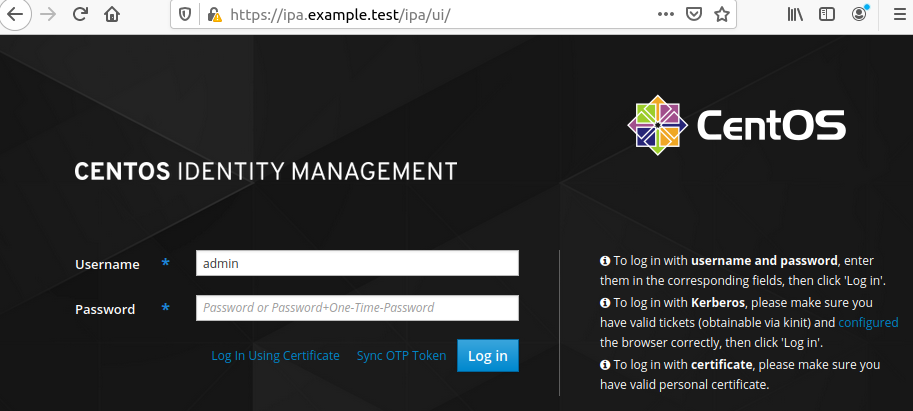 https://ipa.example.test/ipa/ui/
CentOS
CENTOS IDENTITY MANAGEMENT
Username *
admin
Password *
Password or Password+One-Time-Password
Log In Using Certificate
Sync OTP Token
Log in
To log in with username and password, enter
them in the corresponding fields, then click 'Log in'.
To log in with Kerberos, please make sure you
have valid tickets (obtainable via kinit) and configured
the browser correctly, then click 'Log in'.
To log in with certificate, please make sure you
have valid personal certificate.